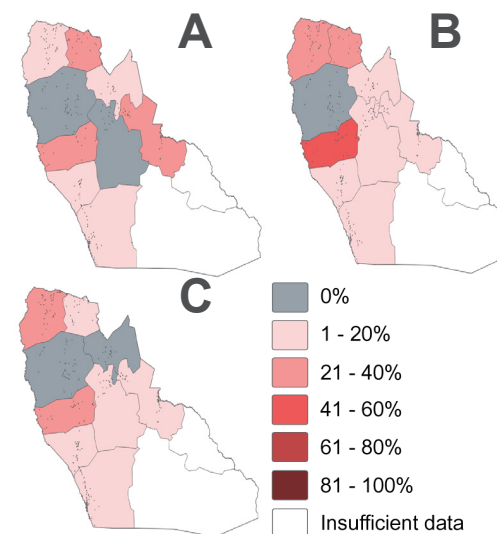 A
B
C
0%
1 - 20%
21 - 40%
41 - 60%
61 - 80%
81 - 100%
Insufficient data